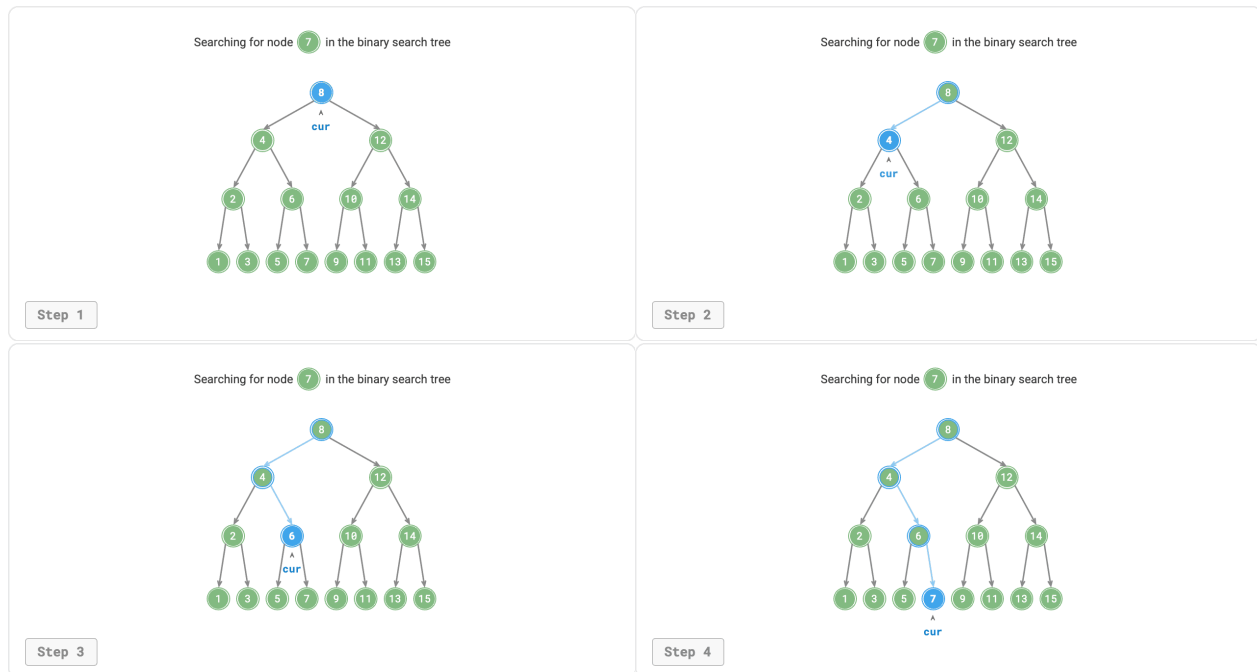 Searching for node 7 in the binary search tree
8
cur
4 12
2 6 10 14
1 3 5 7 9 11 13 15
Step 1
Searching for node 7 in the binary search tree
8
4 12
cur
2 6 10 14
1 3 5 7 9 11 13 15
Step 2
Searching for node 7 in the binary search tree
8
4 12
2 6 10 14
cur
1 3 5 7 9 11 13 15
Step 3
Searching for node 7 in the binary search tree
8
4 12
2 6 10 14
1 3 5 7 9 11 13 15
cur
Step 4